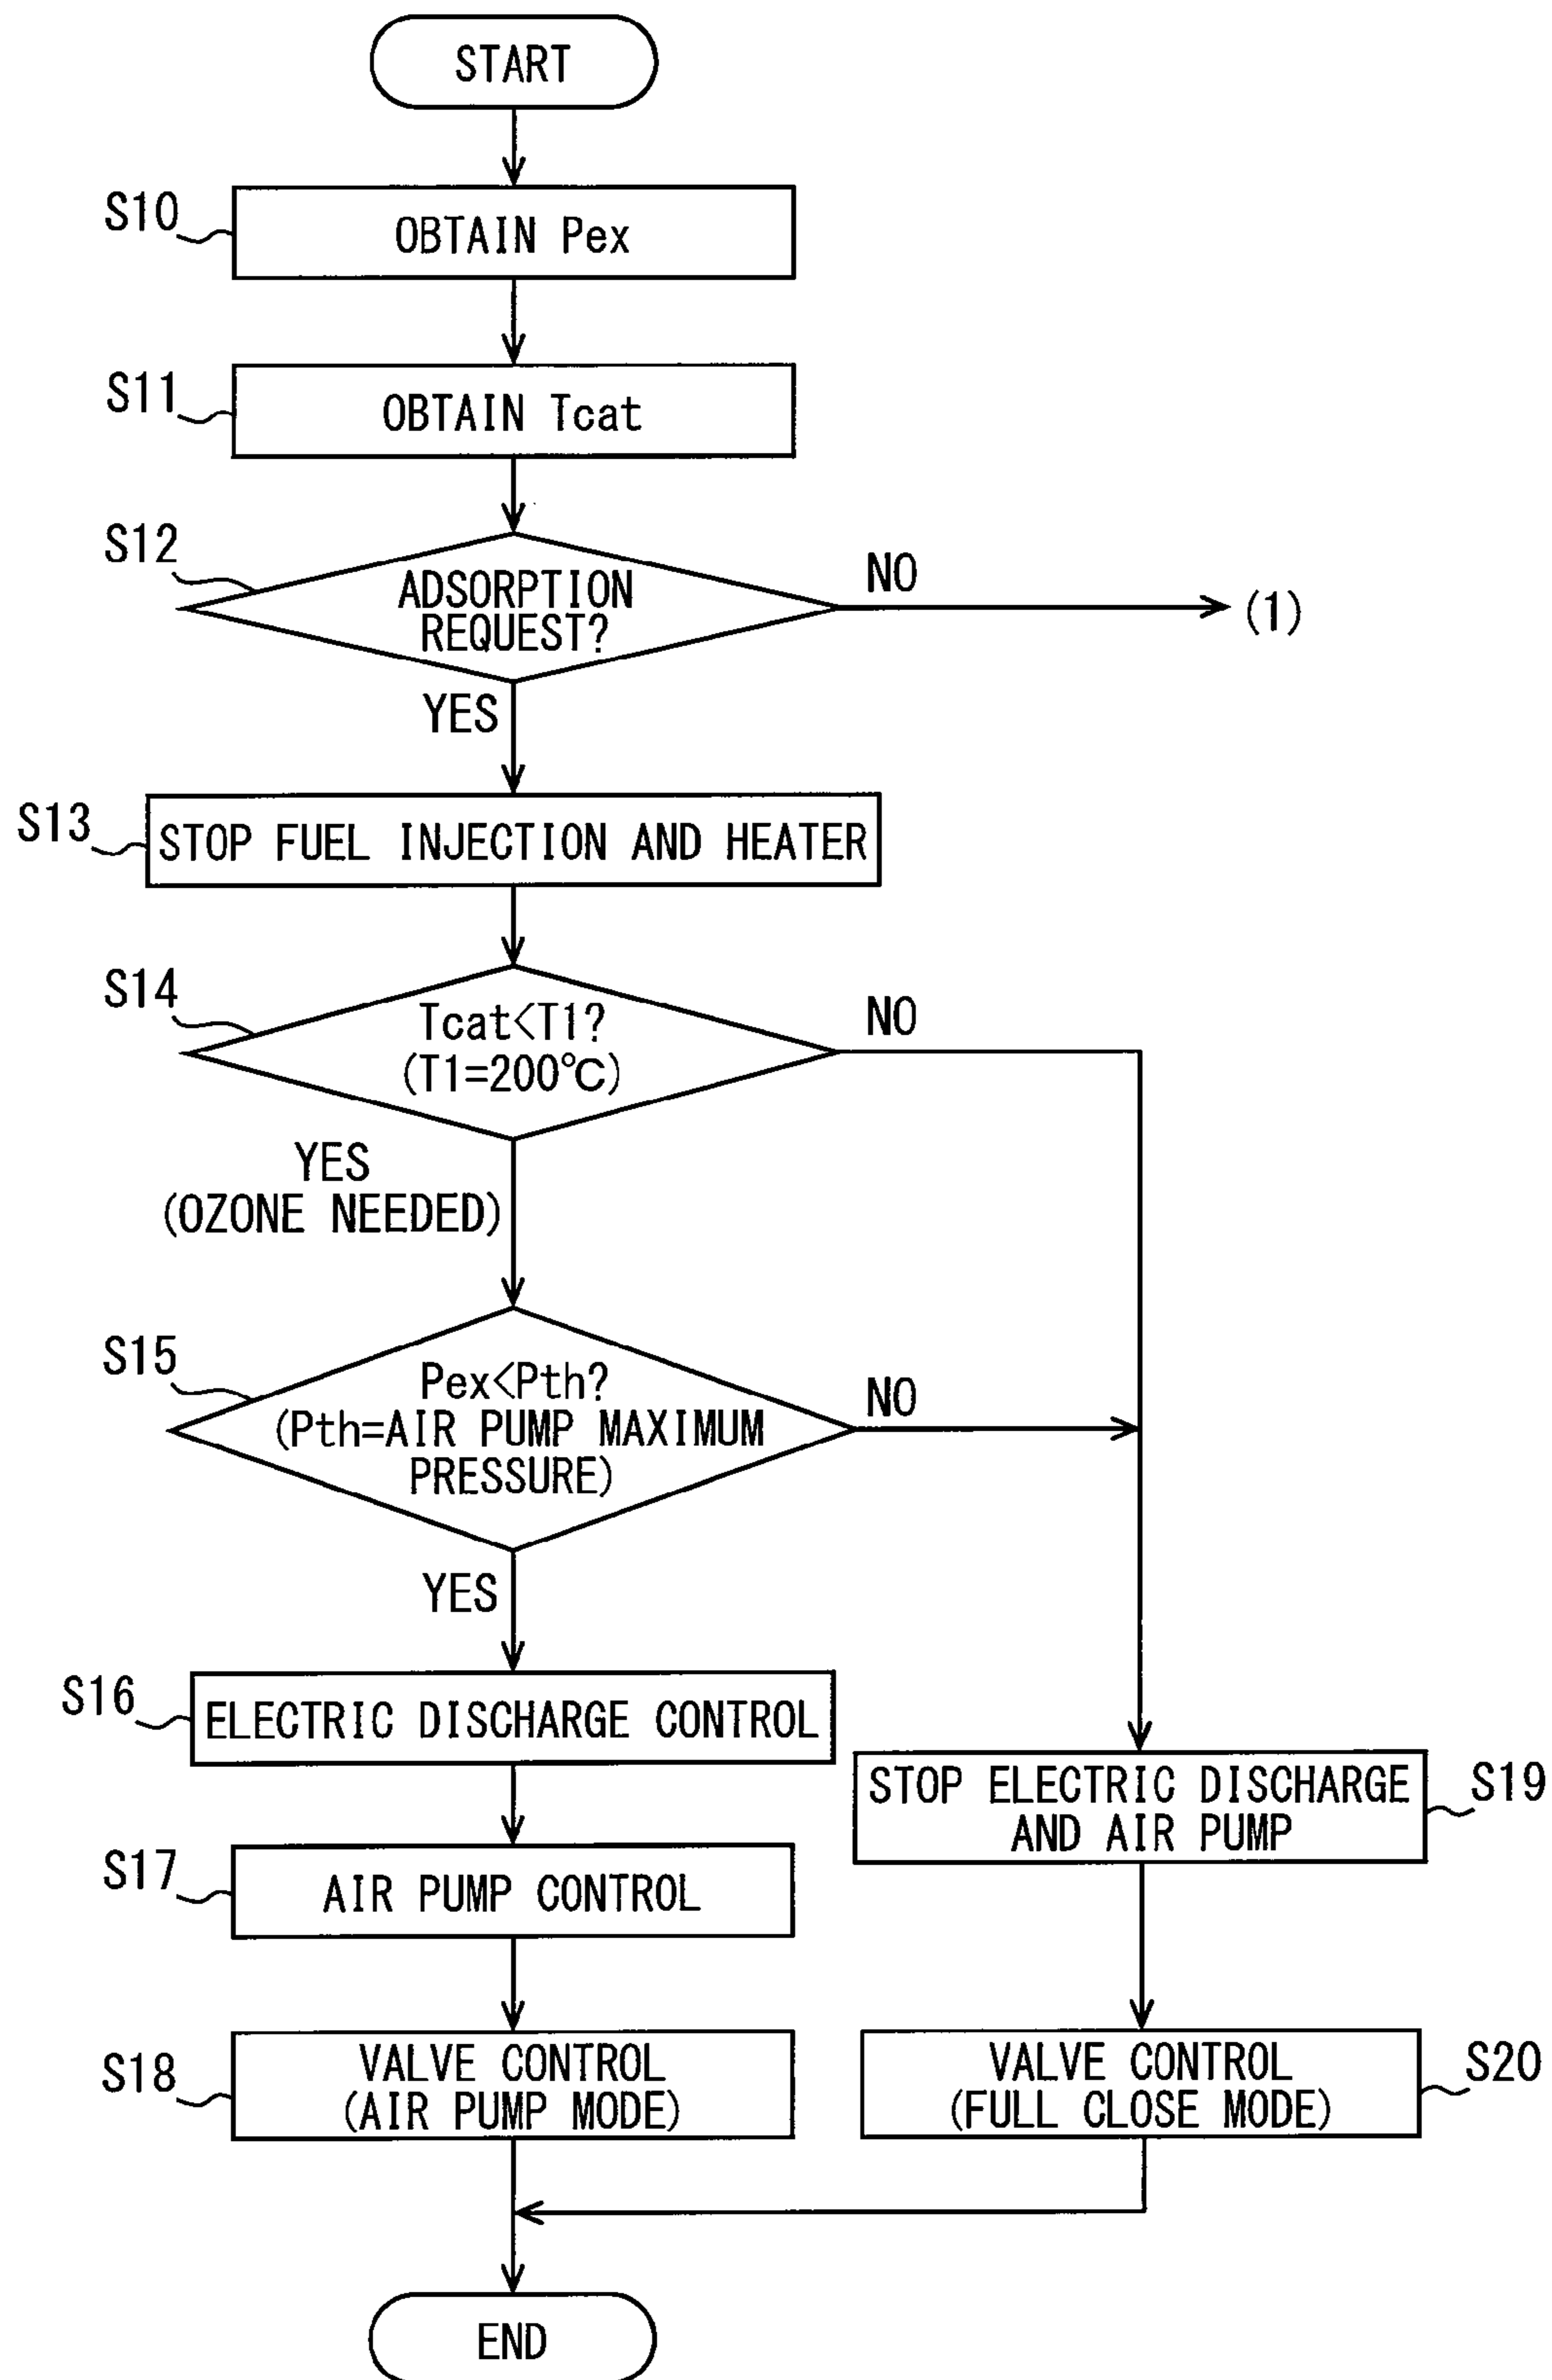 START
S10
OBTAIN Pex
S11
OBTAIN Tcat
S12
ADSORPTION
REQUEST?
NO
(1)
YES
S13
STOP FUEL INJECTION AND HEATER
S14
Tcat<T1?
(T1=200℃)
NO
YES
(OZONE NEEDED)
S15
Pex<Pth?
(Pth=AIR PUMP MAXIMUM
PRESSURE)
NO
YES
S16
ELECTRIC DISCHARGE CONTROL
STOP ELECTRIC DISCHARGE
AND AIR PUMP
S19
S17
AIR PUMP CONTROL
S18
VALVE CONTROL
(AIR PUMP MODE)
VALVE CONTROL
(FULL CLOSE MODE)
S20
END